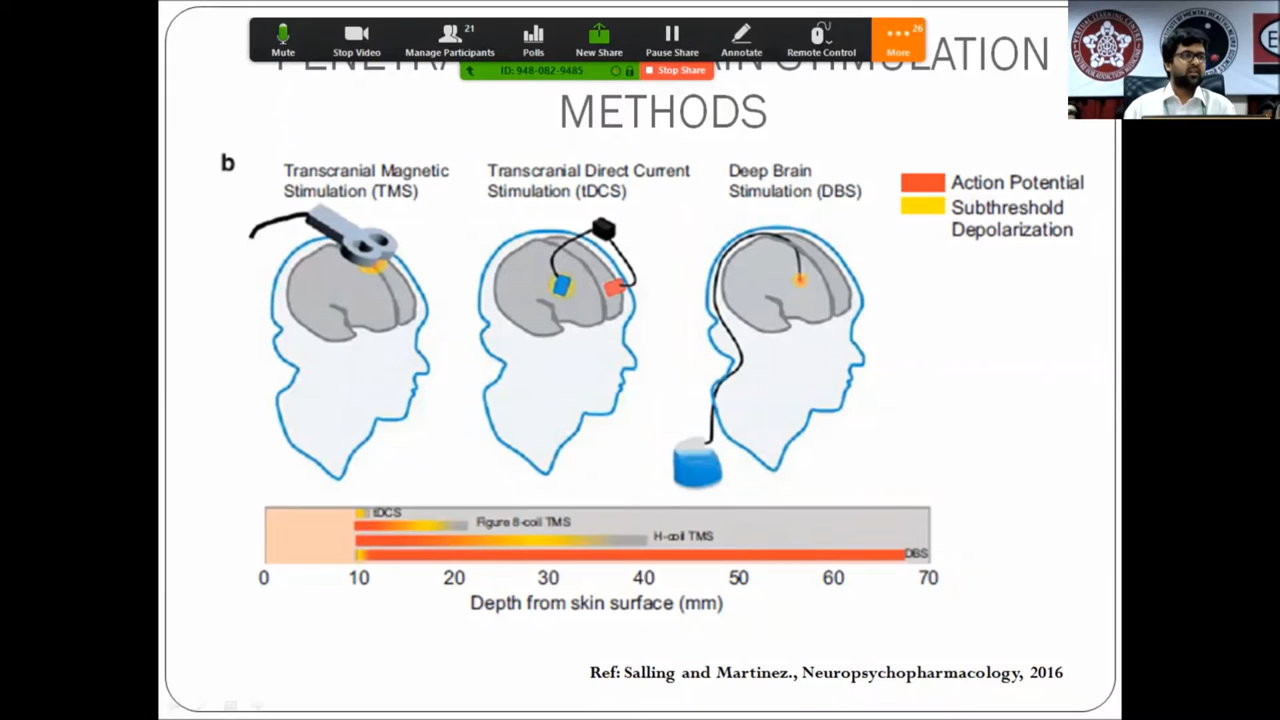 Mute
Stop Video
Manage Participants
21
Polls
New Share
Pause Share
Annotate
Remote Control
More
26
ID: 948-082-9485
Stop Share
METHODS
b
Transcranial Magnetic
Stimulation (TMS)
Transcranial Direct Current
Stimulation (tDCS)
Deep Brain
Stimulation (DBS)
Action Potential
Subthreshold
Depolarization
tDCS
Figure 8-coil TMS
H-coil TMS
DBS
0 10 20 30 40 50 60 70
Depth from skin surface (mm)
Ref: Salling and Martinez., Neuropsychopharmacology, 2016